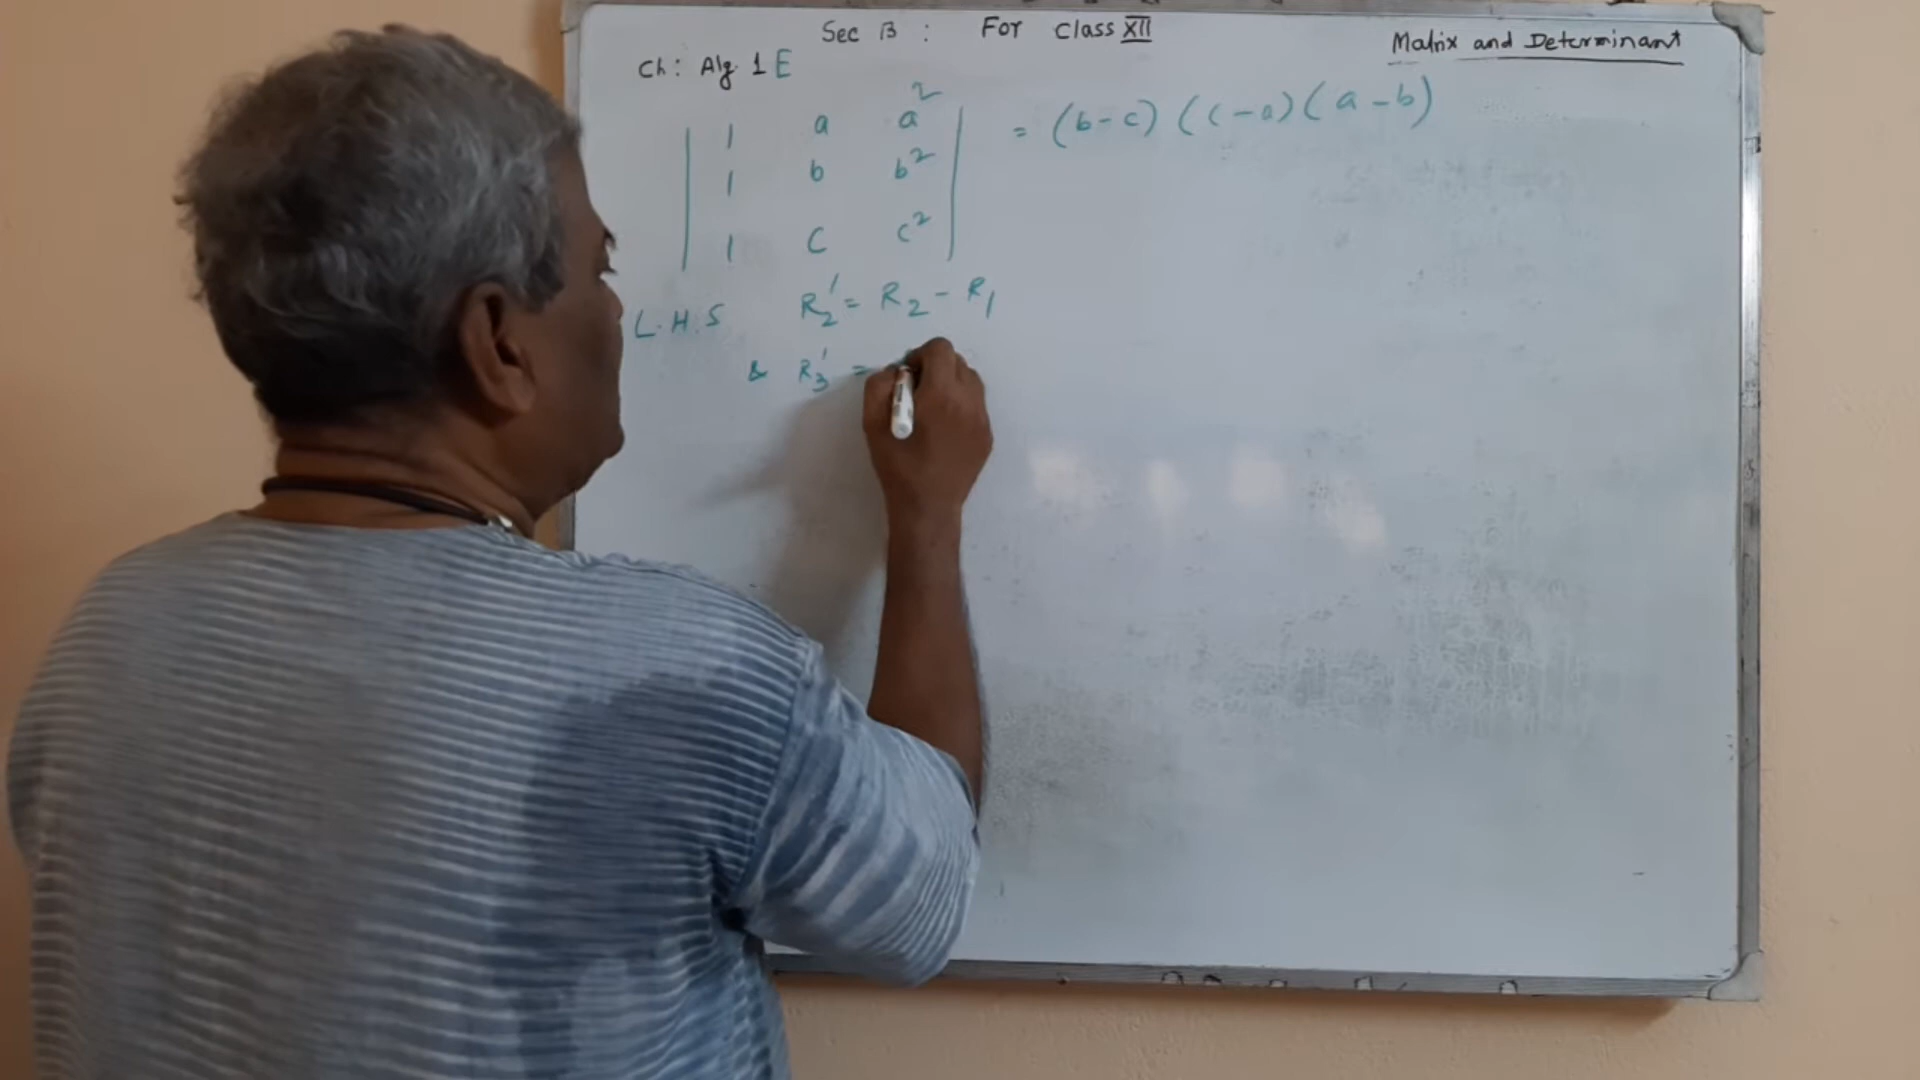 Sec B : For Class XII
Matrix and Determinant
Ch: Alg. 1 E
| 1 a a² | = (b-c) (c-a) (a-b)
| 1 b b² |
| 1 c c² |
L.H.S R₂' = R₂ - R₁
& R₃' =